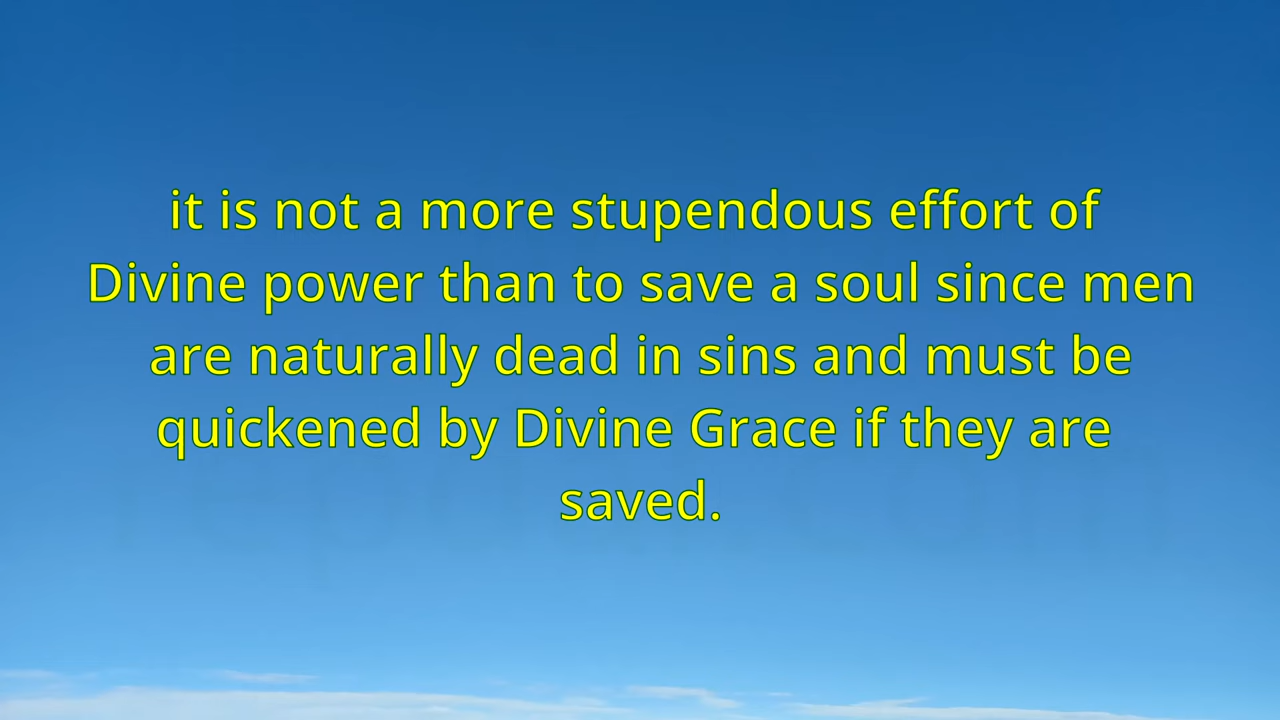 it is not a more stupendous effort of
Divine power than to save a soul since men
are naturally dead in sins and must be
quickened by Divine Grace if they are
saved.